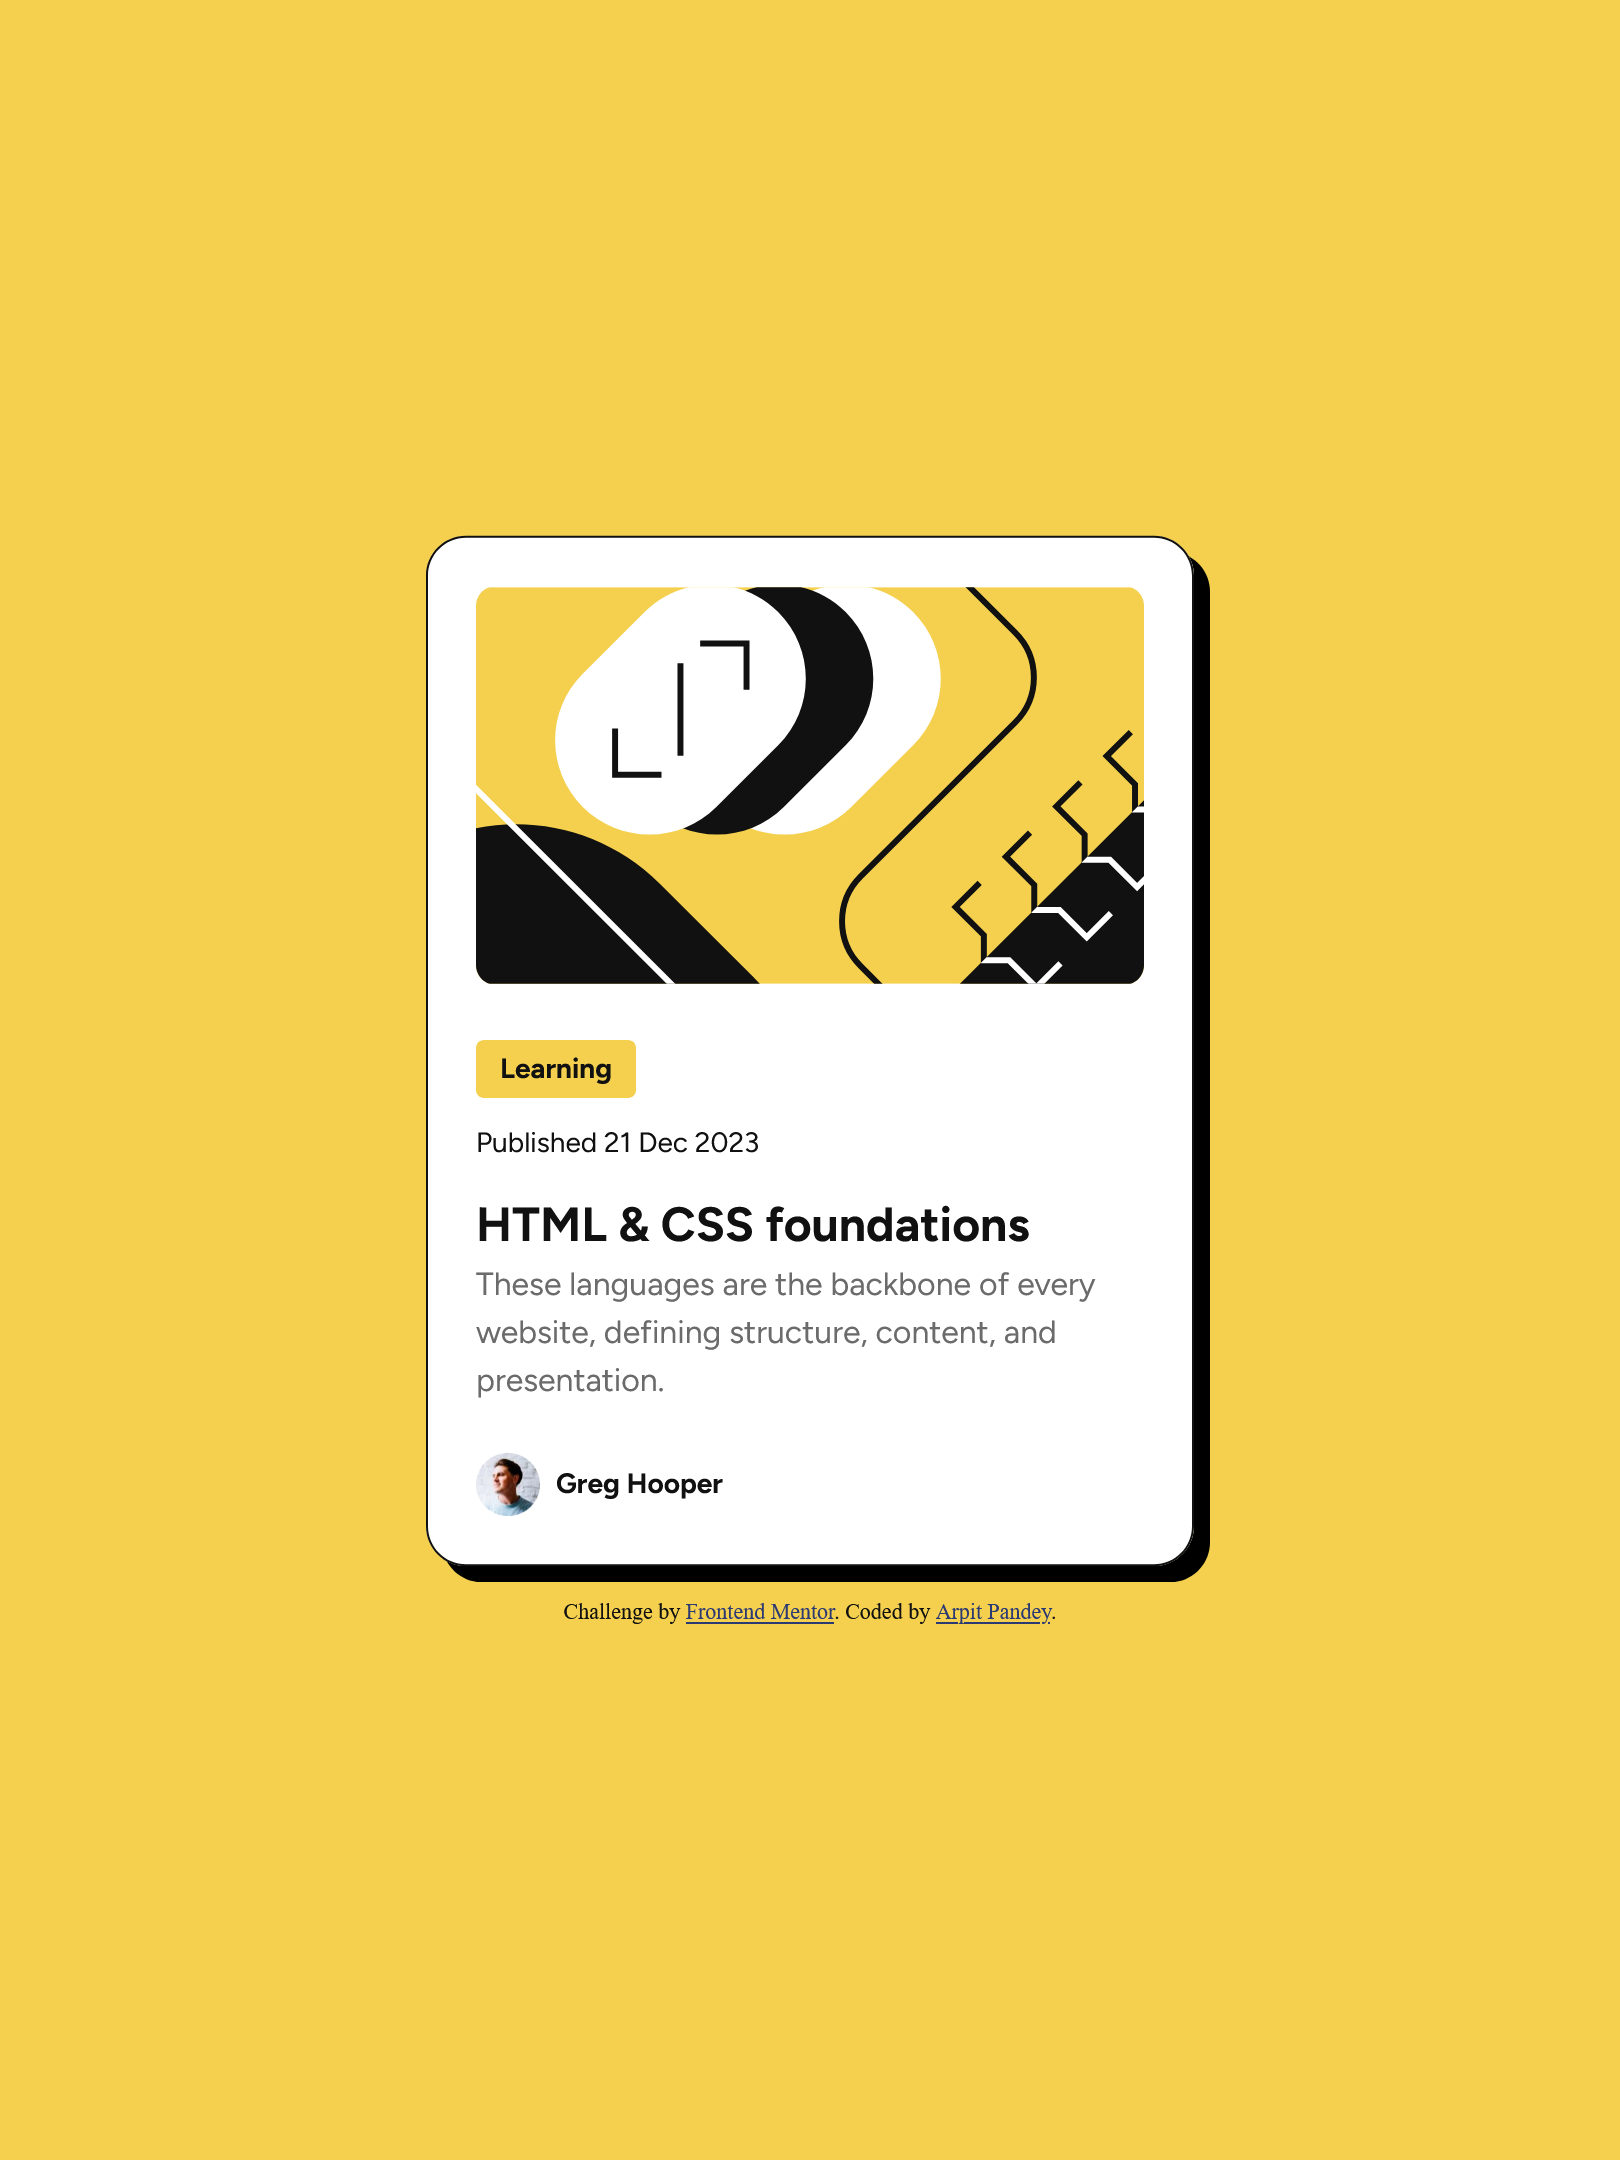 Learning
Published 21 Dec 2023
HTML & CSS foundations
These languages are the backbone of every
website, defining structure, content, and
presentation.
Greg Hooper
Challenge by Frontend Mentor. Coded by Arpit Pandey.